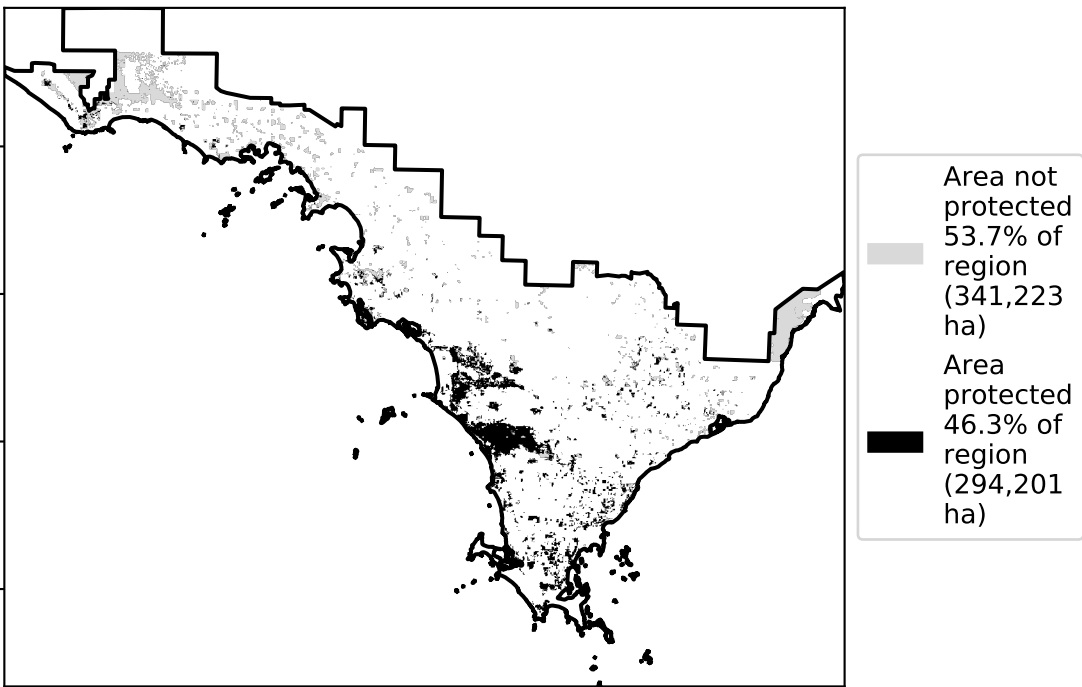 Area not
protected
53.7% of
region
(341,223
ha)
Area
protected
46.3% of
region
(294,201
ha)